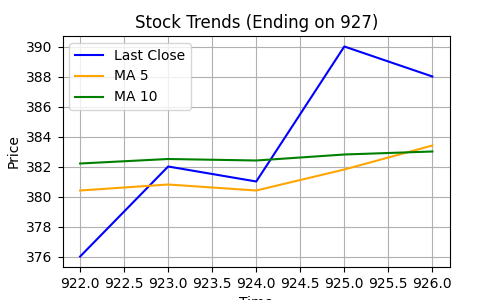 Stock Trends (Ending on 927)
Last Close
MA 5
MA 10
Price
390
388
386
384
382
380
378
376
922.0 922.5 923.0 923.5 924.0 924.5 925.0 925.5 926.0
Time